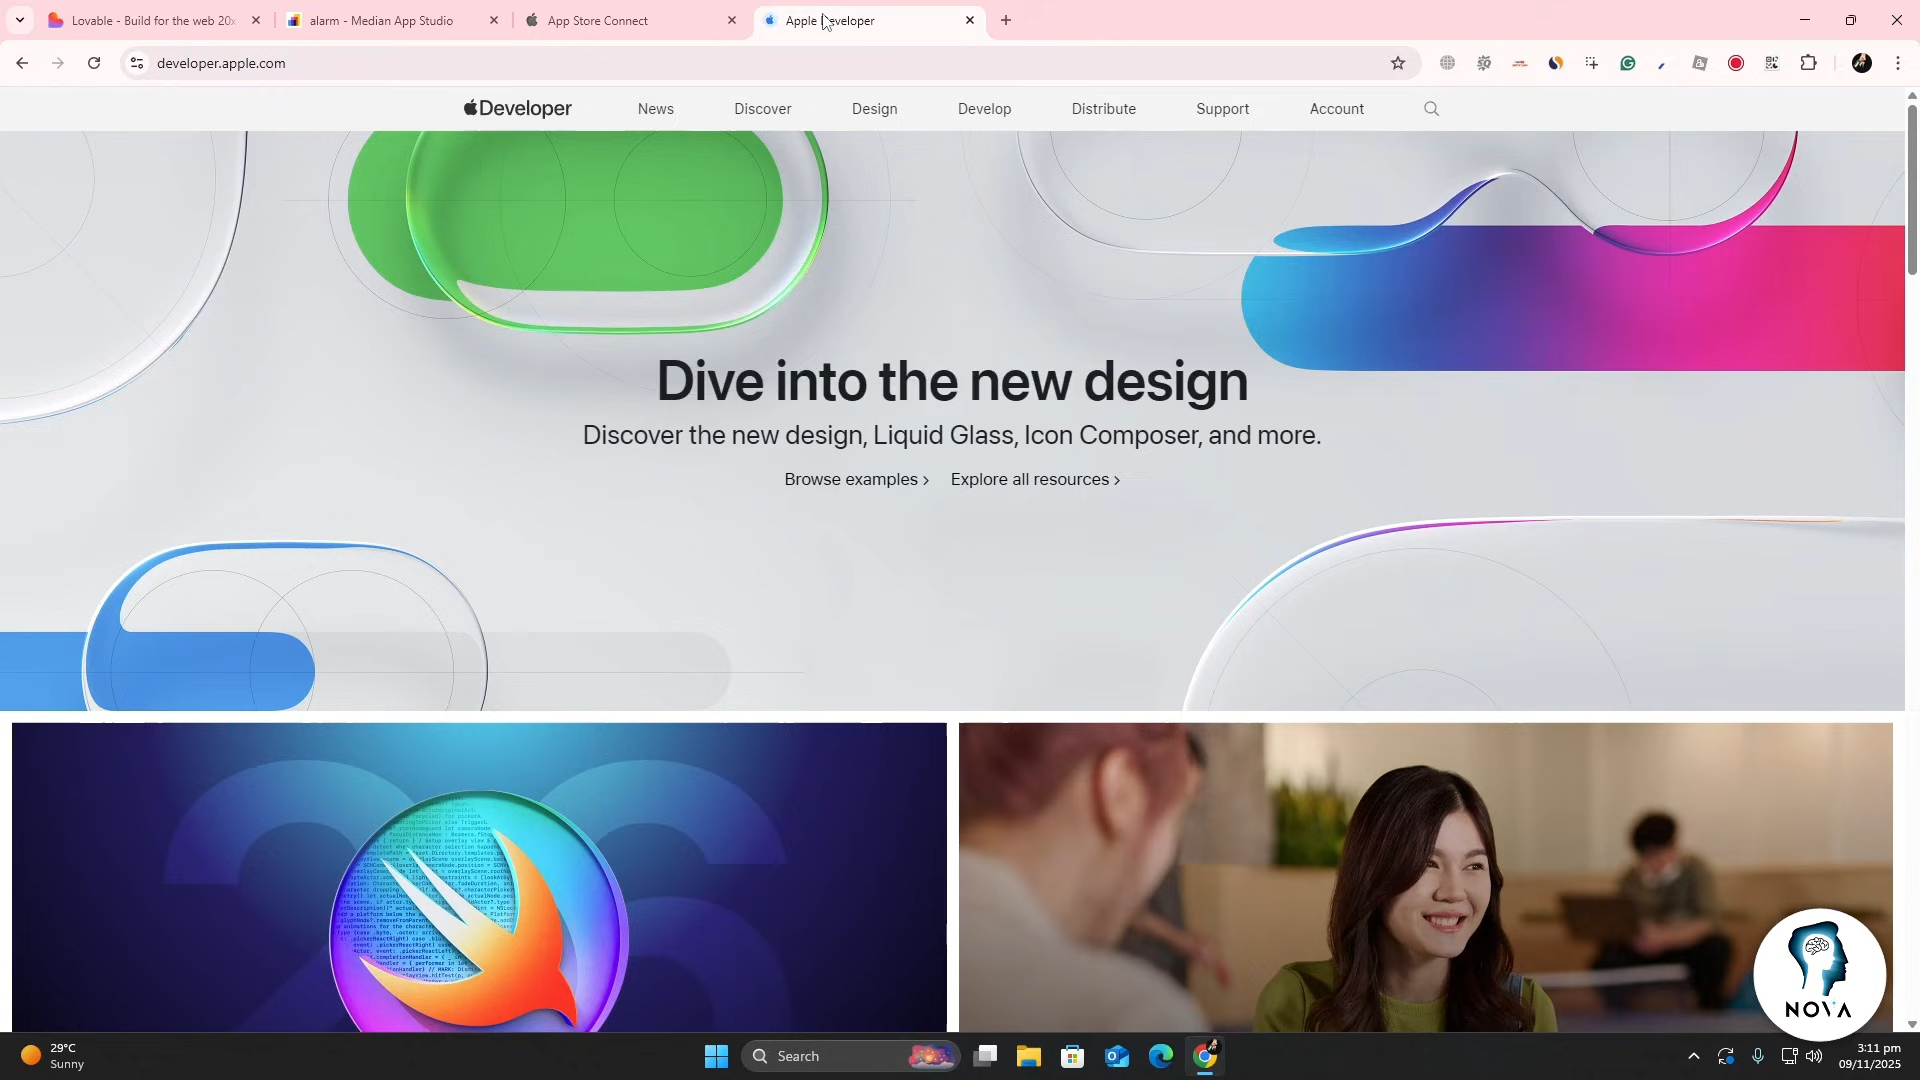 Lovable - Build for the web 20x
alarm - Median App Studio
App Store Connect
Apple Developer
developer.apple.com
Developer
News
Discover
Design
Develop
Distribute
Support
Account
Dive into the new design
Discover the new design, Liquid Glass, Icon Composer, and more.
Browse examples ›
Explore all resources ›
NOVA
29°C
Sunny
Search
3:11 pm
09/11/2025